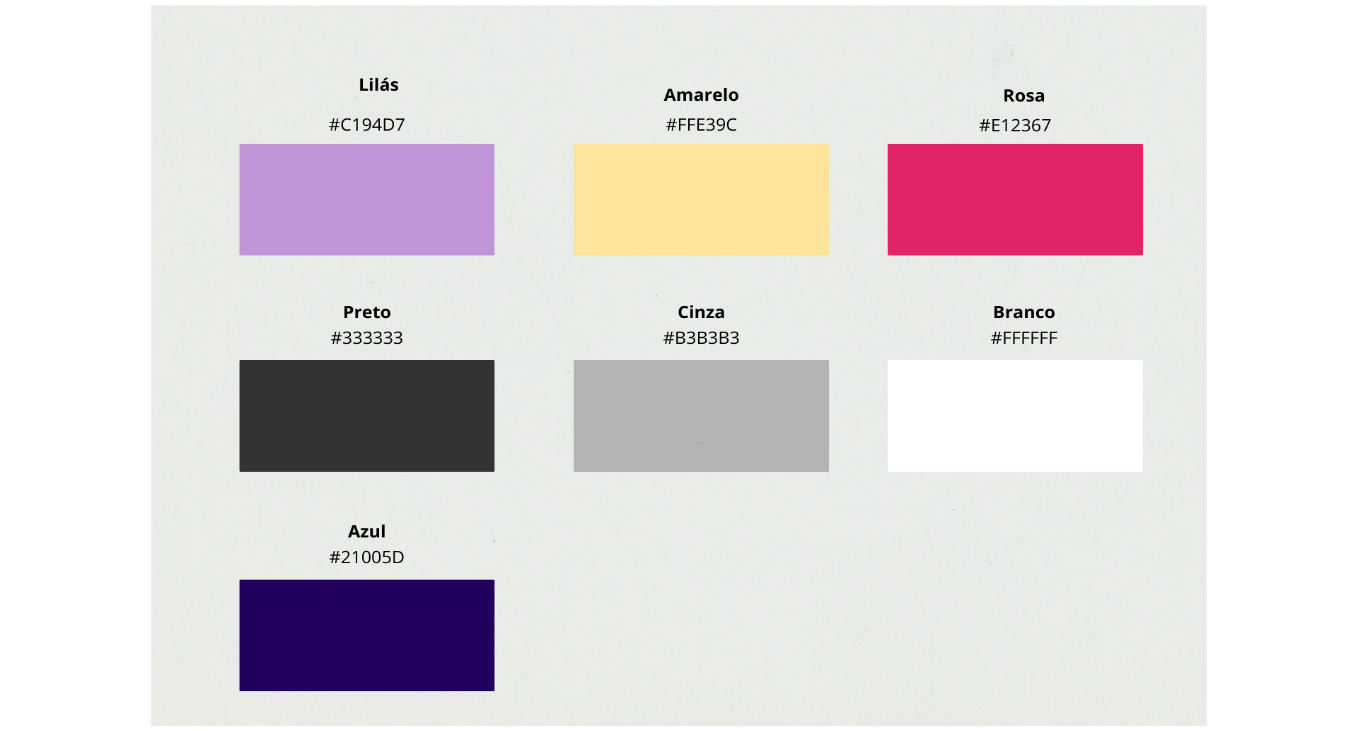 Lilás
#C194D7
Amarelo
#FFE39C
Rosa
#E12367
Preto
#333333
Cinza
#B3B3B3
Branco
#FFFFFF
Azul
#21005D